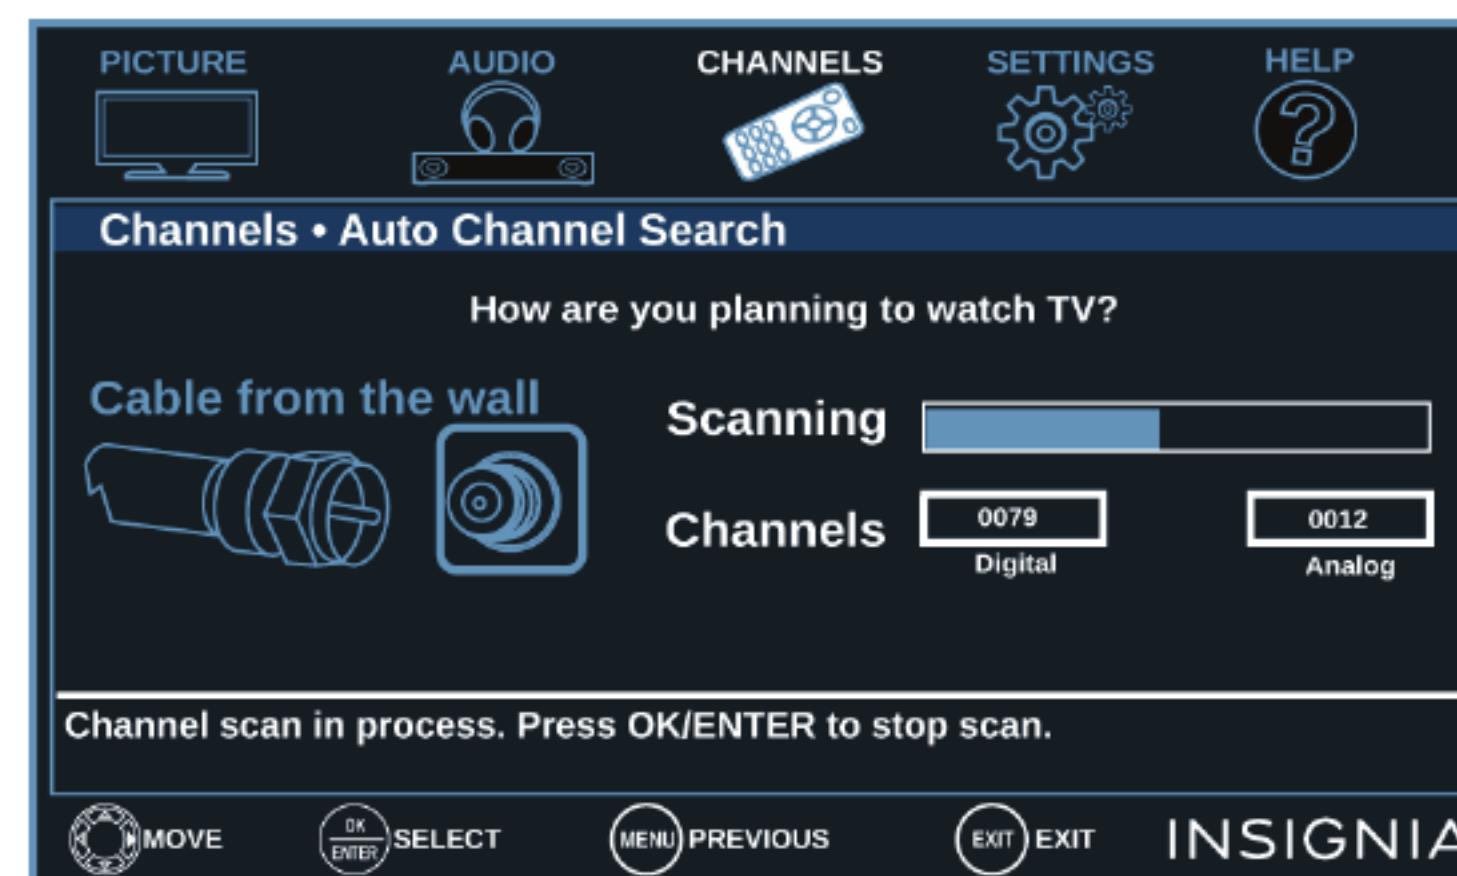 PICTURE AUDIO CHANNELS SETTINGS HELP
?
Channels • Auto Channel Search
How are you planning to watch TV?
Cable from the wall
Scanning
Channels 0079 0012
Digital Analog
Channel scan in process. Press OK/ENTER to stop scan.
MOVE OK ENTER SELECT MENU PREVIOUS EXIT EXIT INSIGNIA